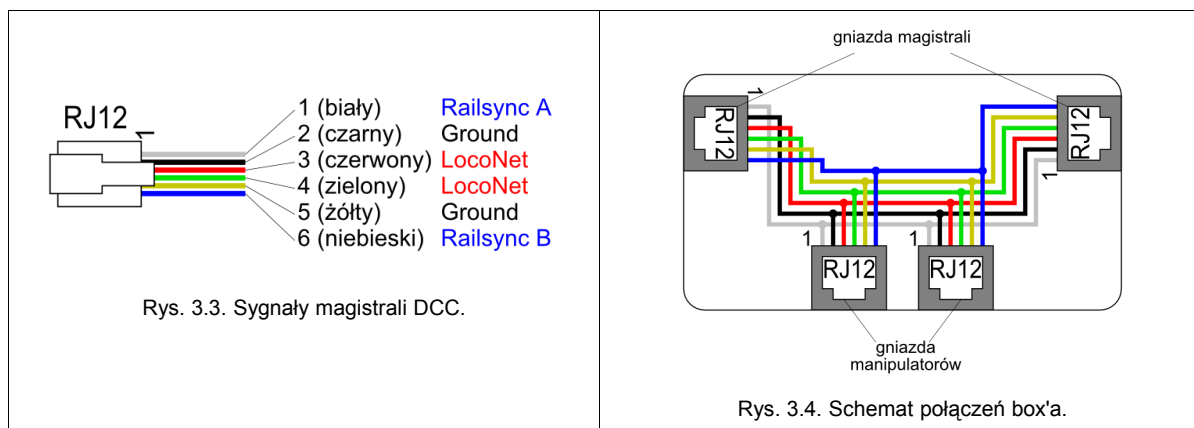 RJ12
1
1 (biały) Railsync A
2 (czarny) Ground
3 (czerwony) LocoNet
4 (zielony) LocoNet
5 (żółty) Ground
6 (niebieski) Railsync B
Rys. 3.3. Sygnały magistrali DCC.
gniazda magistrali
1
RJ12
RJ12
1
1
RJ12
1
RJ12
gniazda
manipulatorów
Rys. 3.4. Schemat połączeń box'a.